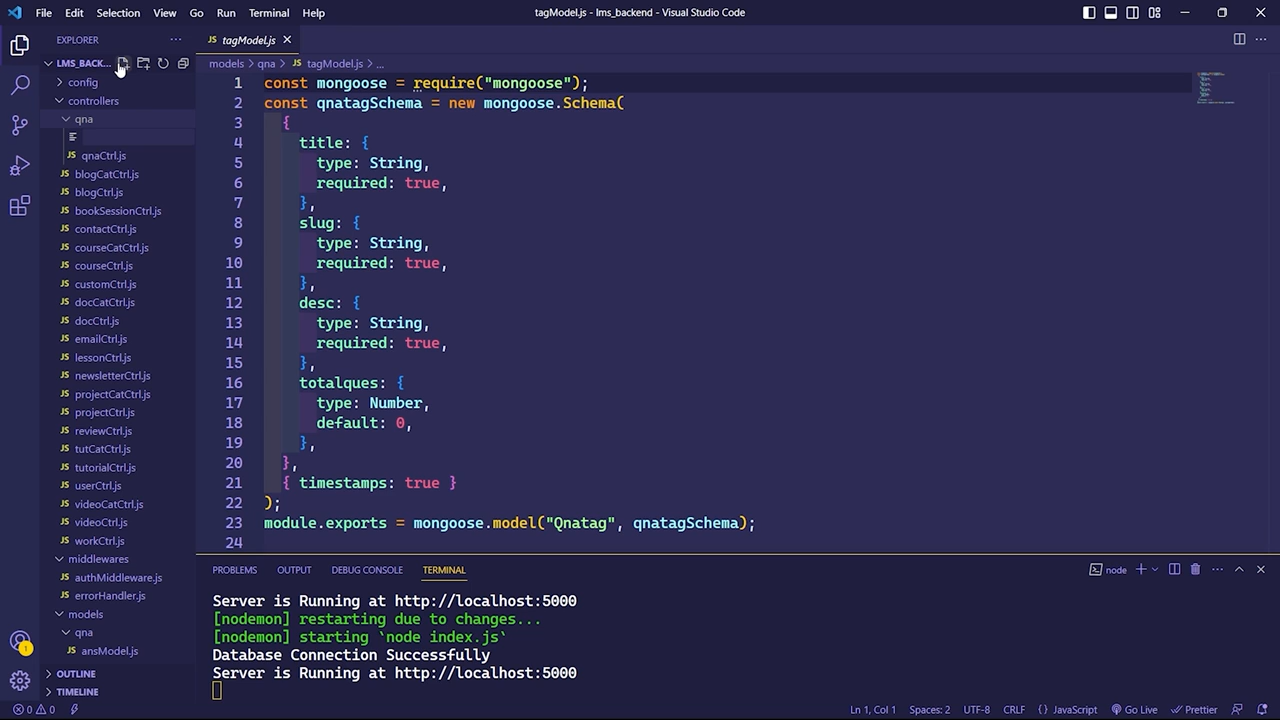 File Edit Selection View Go Run Terminal Help
tagModel.js - lms_backend - Visual Studio Code
EXPLORER
LMS_BACK...
config
controllers
qna
qnaCtrl.js
blogCatCtrl.js
blogCtrl.js
bookSessionCtrl.js
contactCtrl.js
courseCatCtrl.js
courseCtrl.js
customCtrl.js
docCatCtrl.js
docCtrl.js
emailCtrl.js
lessonCtrl.js
newsletterCtrl.js
projectCatCtrl.js
projectCtrl.js
reviewCtrl.js
tutCatCtrl.js
tutorialCtrl.js
userCtrl.js
videoCatCtrl.js
videoCtrl.js
workCtrl.js
middlewares
authMiddleware.js
errorHandler.js
models
qna
ansModel.js
OUTLINE
TIMELINE
JS tagModel.js
models > qna > JS tagModel.js > ...
1 const mongoose = require("mongoose");
2 const qnatagSchema = new mongoose.Schema(
3 {
4 title: {
5 type: String,
6 required: true,
7 },
8 slug: {
9 type: String,
10 required: true,
11 },
12 desc: {
13 type: String,
14 required: true,
15 },
16 totalques: {
17 type: Number,
18 default: 0,
19 },
20 },
21 { timestamps: true }
22 );
23 module.exports = mongoose.model("Qnatag", qnatagSchema);
24
PROBLEMS OUTPUT DEBUG CONSOLE TERMINAL
node
Server is Running at http://localhost:5000
[nodemon] restarting due to changes...
[nodemon] starting `node index.js`
Database Connection Successfully
Server is Running at http://localhost:5000
0 0
Ln 1, Col 1 Spaces: 2 UTF-8 CRLF {} JavaScript Go Live Prettier